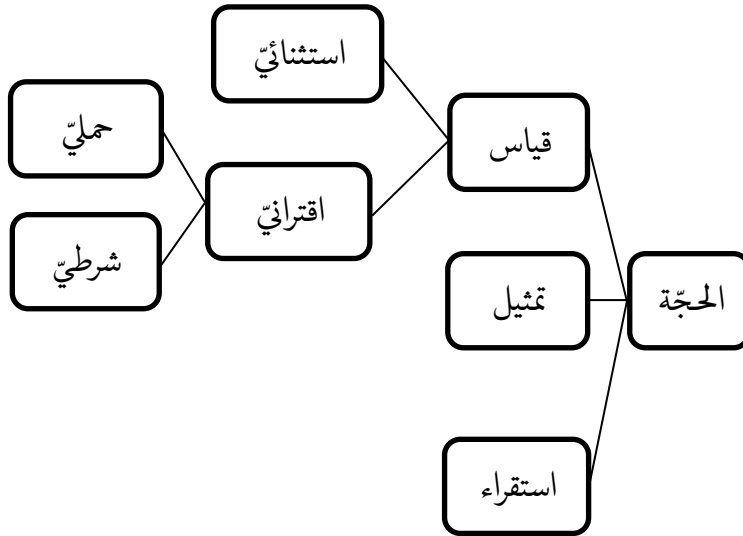 الحجّة
قياس
تمثيل
استقراء
استثنائيّ
اقترانيّ
حمليّ
شرطيّ